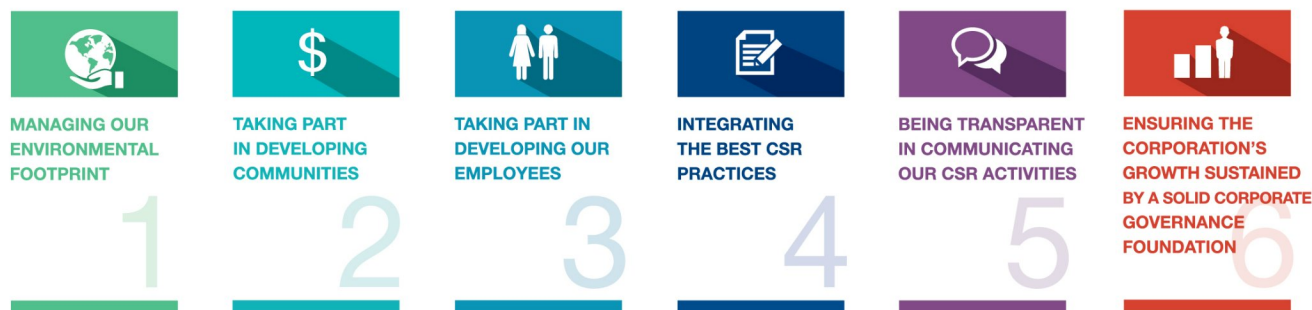 $
MANAGING OUR
ENVIRONMENTAL
FOOTPRINT
1
TAKING PART
IN DEVELOPING
COMMUNITIES
2
TAKING PART IN
DEVELOPING OUR
EMPLOYEES
3
INTEGRATING
THE BEST CSR
PRACTICES
4
BEING TRANSPARENT
IN COMMUNICATING
OUR CSR ACTIVITIES
5
ENSURING THE
CORPORATION'S
GROWTH SUSTAINED
BY A SOLID CORPORATE
GOVERNANCE
FOUNDATION
6